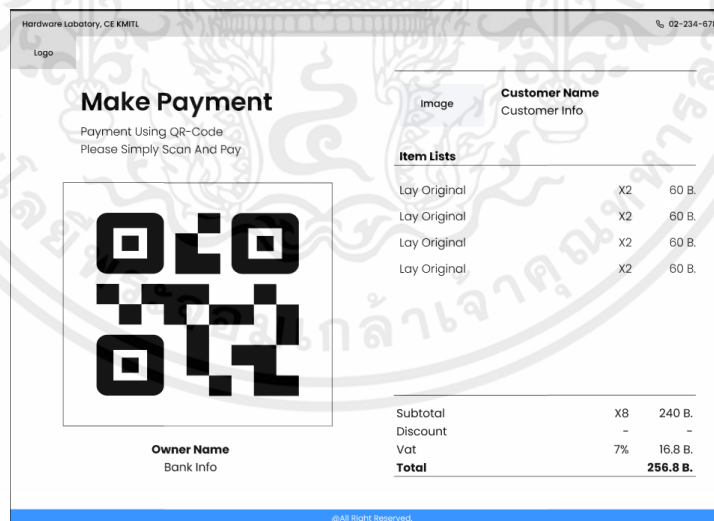 Hardware Labatory, CE KMITL
02-234-678
Logo
Make Payment
Payment Using QR-Code
Please Simply Scan And Pay
Owner Name
Bank Info
Image
Customer Name
Customer Info
Item Lists
Lay Original X2 60 B.
Lay Original X2 60 B.
Lay Original X2 60 B.
Lay Original X2 60 B.
Subtotal X8 240 B.
Discount - -
Vat 7% 16.8 B.
Total 256.8 B.
@All Right Reserved.